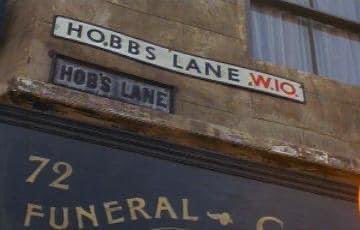 HOBBS LANE W.10.
HOB'S LANE
72
FUNERAL